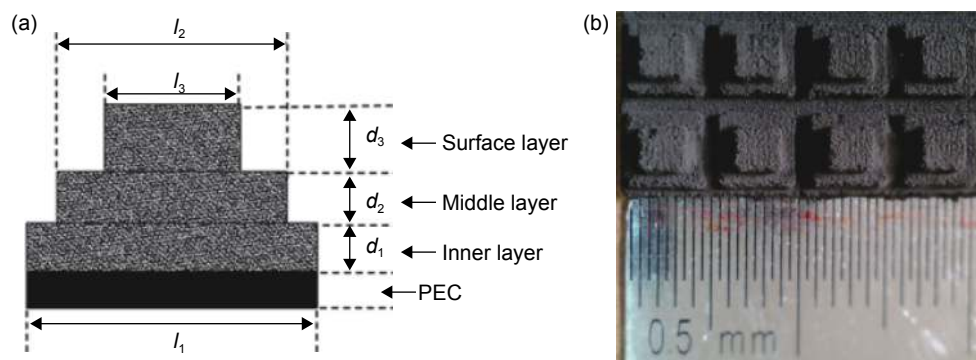 (a)
l₂
l₃
d₃
Surface layer
d₂
Middle layer
d₁
Inner layer
PEC
l₁
(b)
0.5 mm